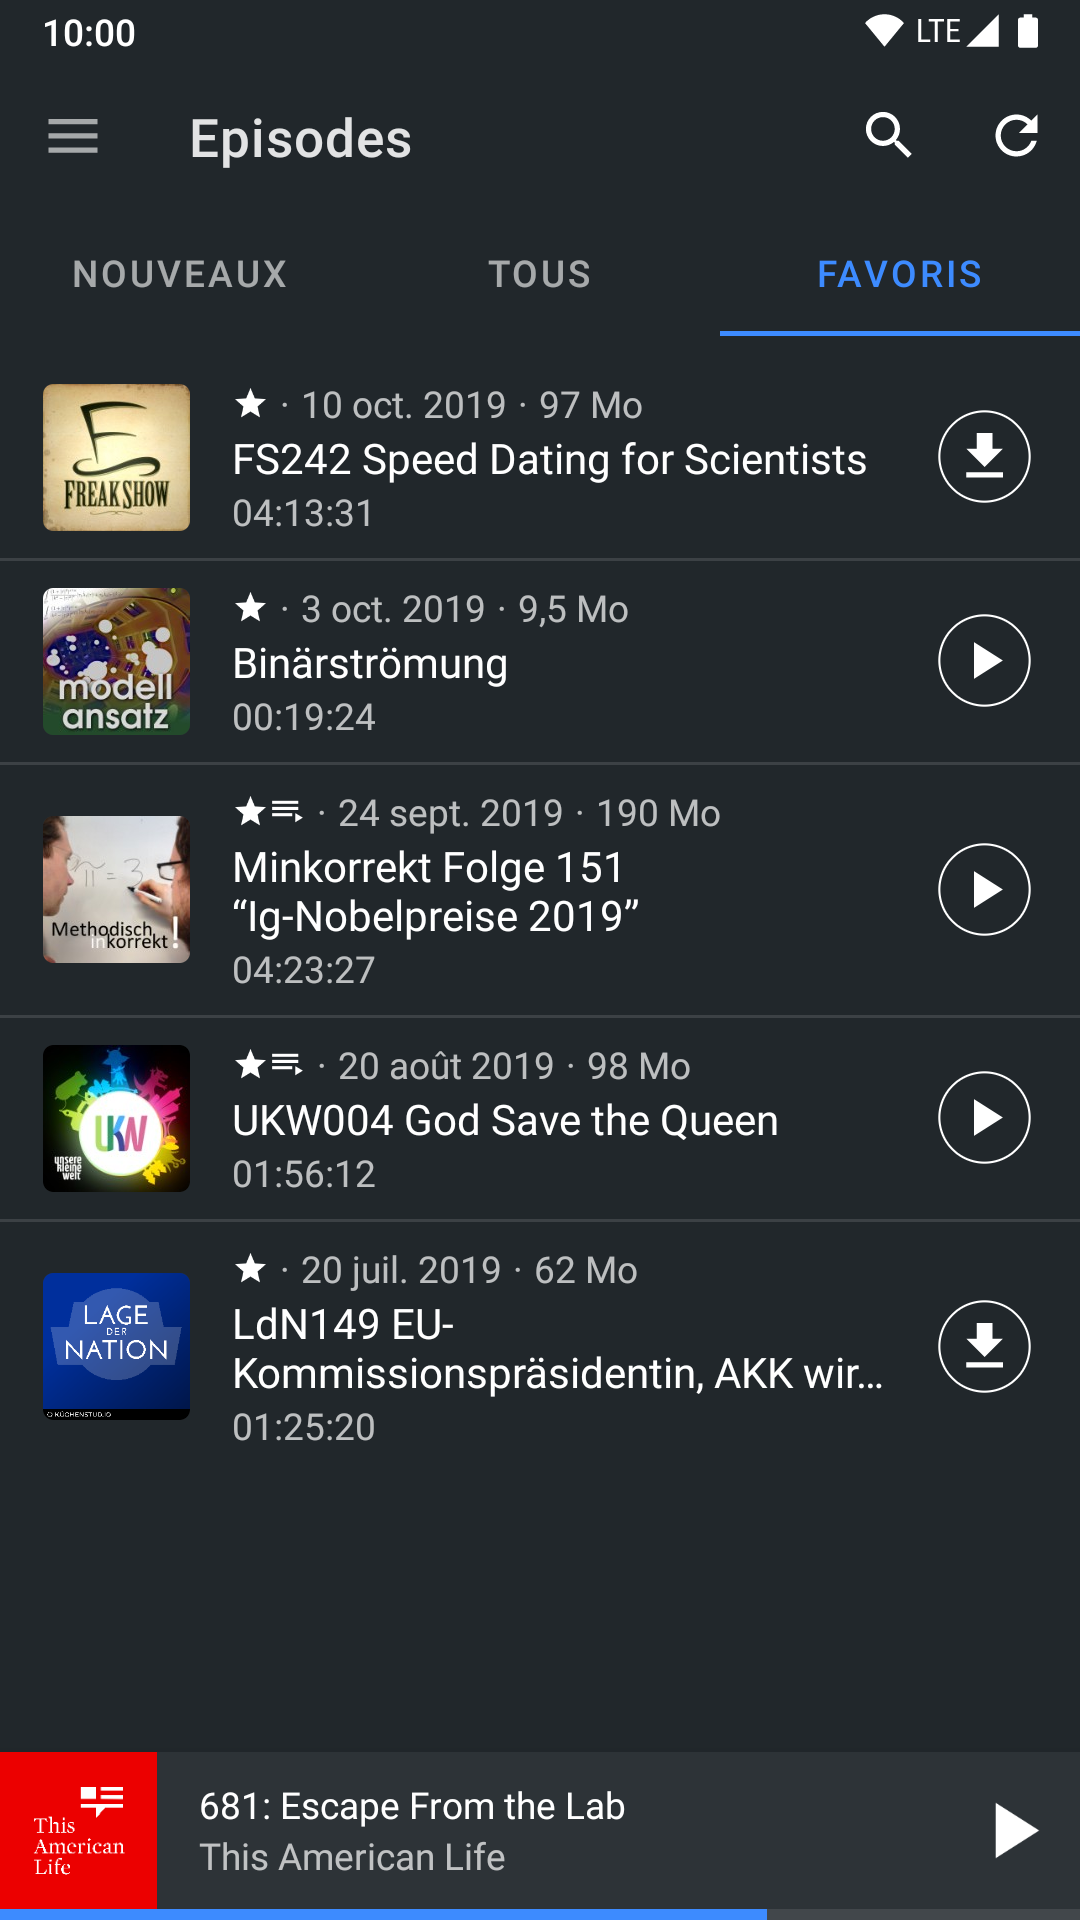 10:00
LTE
Episodes
NOUVEAUX
TOUS
FAVORIS
FREAK SHOW
★ · 10 oct. 2019 · 97 Mo
FS242 Speed Dating for Scientists
04:13:31
modell
ansatz
★ · 3 oct. 2019 · 9,5 Mo
Binärströmung
00:19:24
π = 3
Methodisch
inkorrekt!
★ · 24 sept. 2019 · 190 Mo
Minkorrekt Folge 151
“Ig-Nobelpreise 2019”
04:23:27
UKW
unsere
kleine
welt
★ · 20 août 2019 · 98 Mo
UKW004 God Save the Queen
01:56:12
LAGE
DER
NATION
KÜCHENSTUD.IO
★ · 20 juil. 2019 · 62 Mo
LdN149 EU-
Kommissionspräsidentin, AKK wir...
01:25:20
This
American
Life
681: Escape From the Lab
This American Life